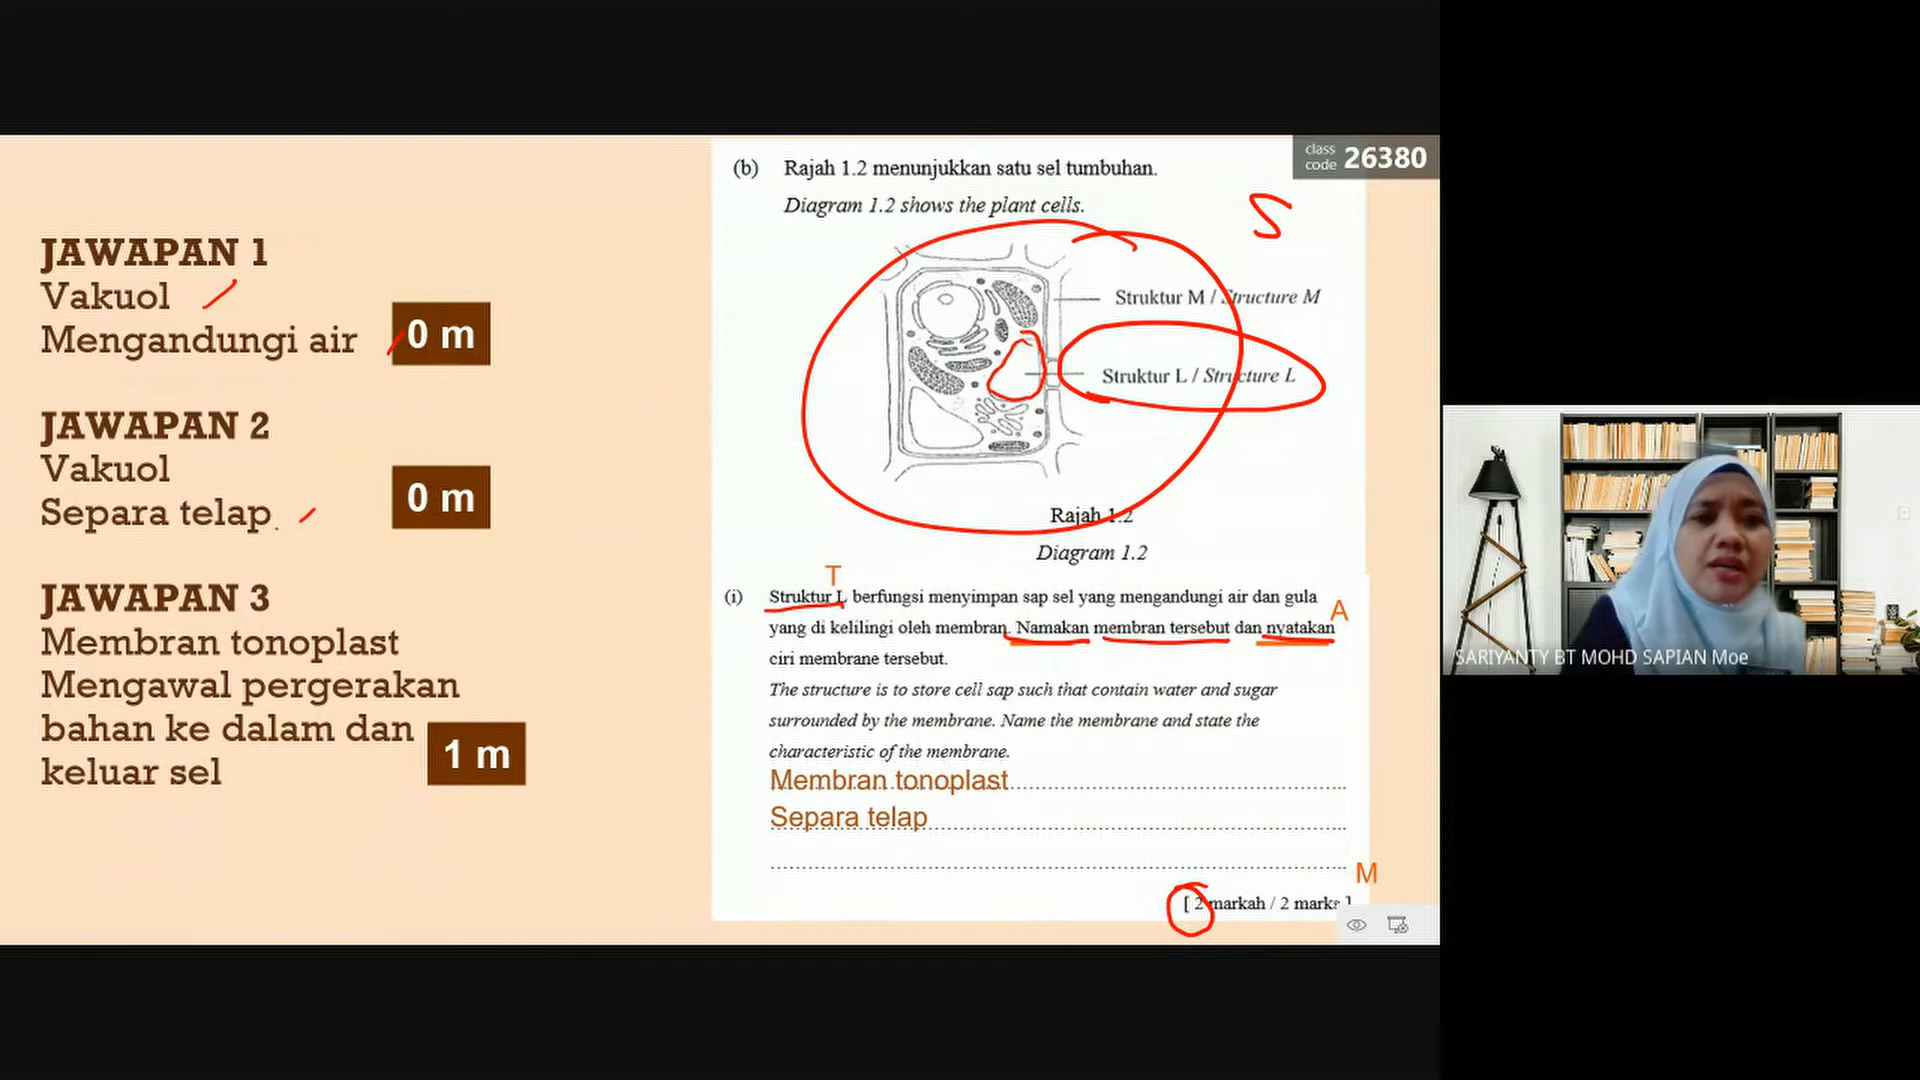 JAWAPAN 1
Vakuol
Mengandungi air
0 m
JAWAPAN 2
Vakuol
Separa telap
0 m
JAWAPAN 3
Membran tonoplast
Mengawal pergerakan
bahan ke dalam dan
keluar sel
1 m
class code 26380
(b) Rajah 1.2 menunjukkan satu sel tumbuhan.
Diagram 1.2 shows the plant cells.
S
Struktur M / Structure M
Struktur L / Structure L
Rajah 1.2
Diagram 1.2
T
(i) Struktur L berfungsi menyimpan sap sel yang mengandungi air dan gula
A
yang di kelilingi oleh membran. Namakan membran tersebut dan nyatakan
ciri membrane tersebut.
The structure is to store cell sap such that contain water and sugar
surrounded by the membrane. Name the membrane and state the
characteristic of the membrane.
Membran tonoplast
Separa telap
M
[ 2 markah / 2 marks ]
SARIYANTY BT MOHD SAPIAN Moe